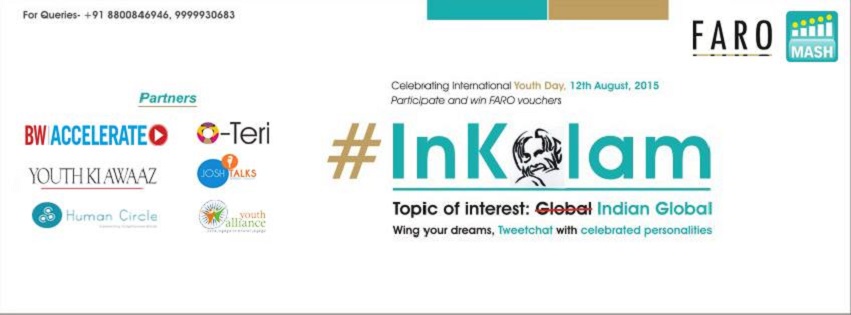 For Queries- +91 8800846946, 9999930683
FARO
MASH
Partners
BW|ACCELERATE
O-Teri
YOUTH KI AWAAZ
JOSH TALKS
Human Circle
youth
alliance
Celebrating International Youth Day, 12th August, 2015
Participate and win FARO vouchers
#InKalam
Topic of interest: Global Indian Global
Wing your dreams, Tweetchat with celebrated personalities